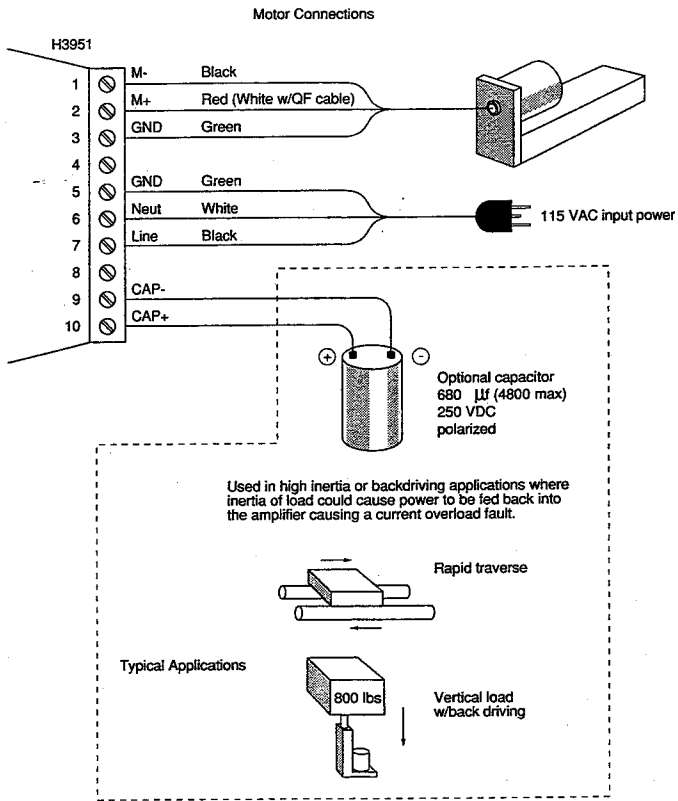 Motor Connections
H3951
1 M- Black
2 M+ Red (White w/QF cable)
3 GND Green
4
5 GND Green
6 Neut White
7 Line Black
115 VAC input power
8
9 CAP-
10 CAP+
+ -
Optional capacitor
680 µf (4800 max)
250 VDC
polarized
Used in high inertia or backdriving applications where
inertia of load could cause power to be fed back into
the amplifier causing a current overload fault.
Rapid traverse
Typical Applications
800 lbs
Vertical load
w/back driving